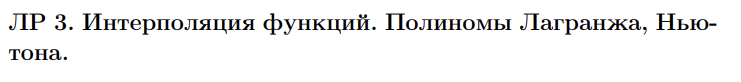 ЛР 3. Интерполяция функций. Полиномы Лагранжа, Нью-
тона.